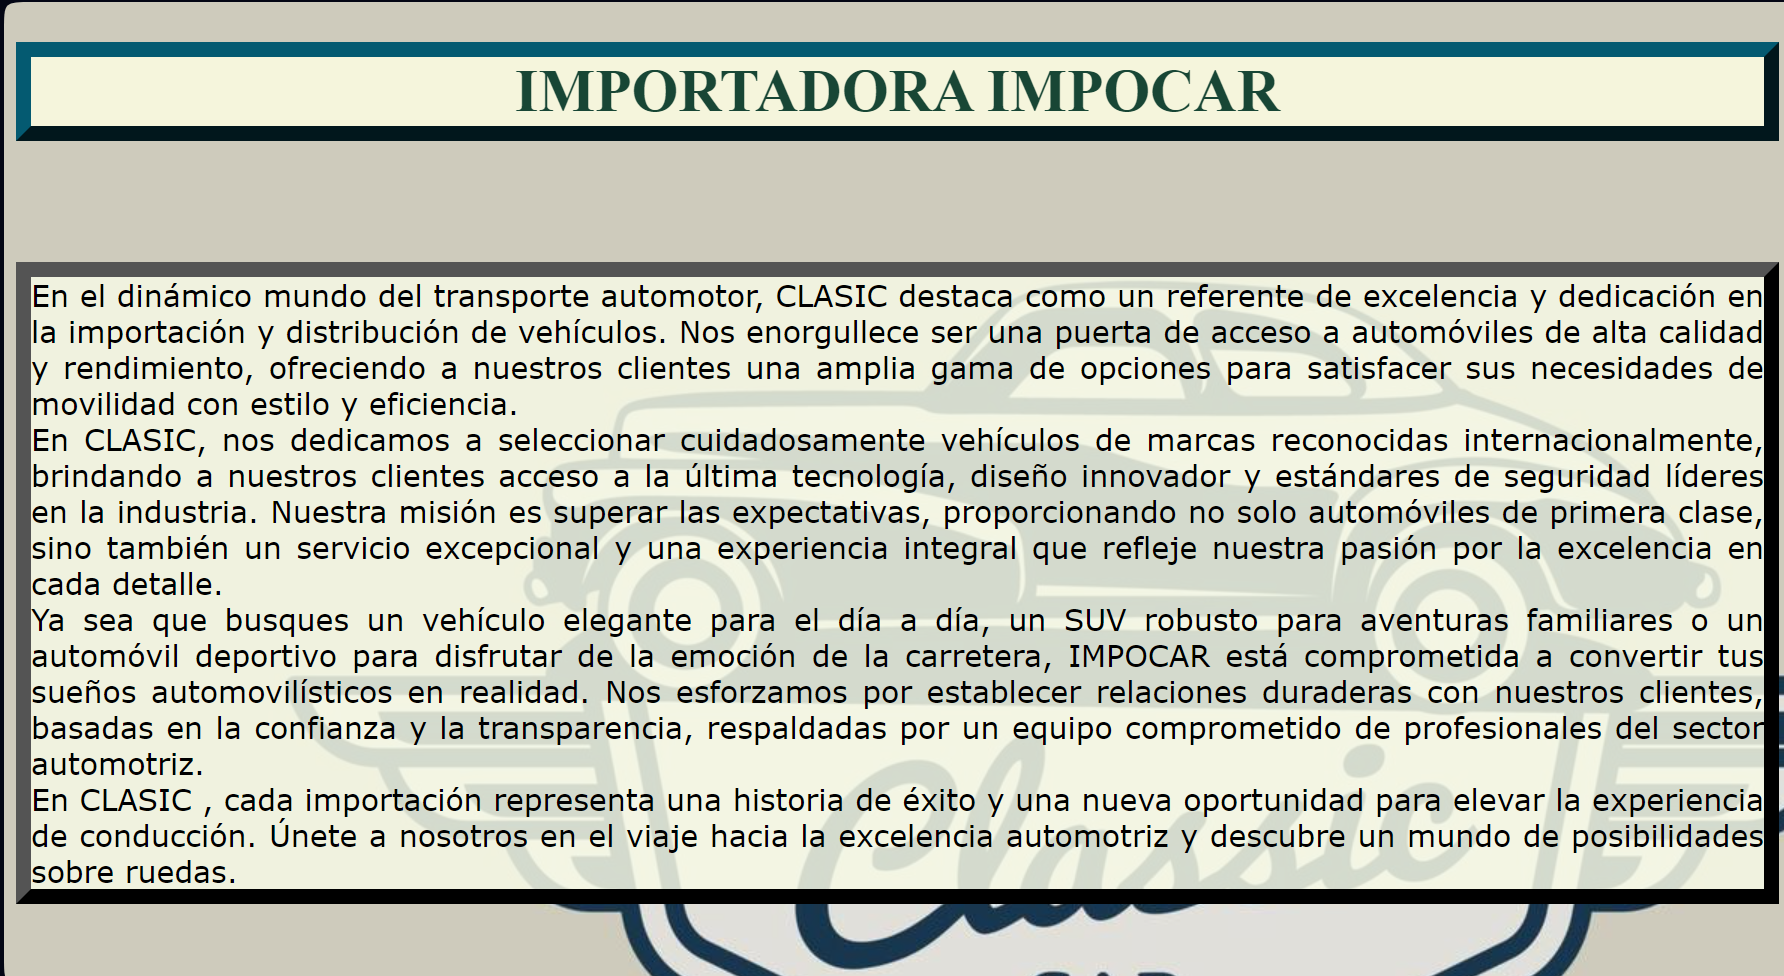 IMPORTADORA IMPOCAR
En el dinámico mundo del transporte automotor, CLASIC destaca como un referente de excelencia y dedicación en
la importación y distribución de vehículos. Nos enorgullece ser una puerta de acceso a automóviles de alta calidad
y rendimiento, ofreciendo a nuestros clientes una amplia gama de opciones para satisfacer sus necesidades de
movilidad con estilo y eficiencia.
En CLASIC, nos dedicamos a seleccionar cuidadosamente vehículos de marcas reconocidas internacionalmente,
brindando a nuestros clientes acceso a la última tecnología, diseño innovador y estándares de seguridad líderes
en la industria. Nuestra misión es superar las expectativas, proporcionando no solo automóviles de primera clase,
sino también un servicio excepcional y una experiencia integral que refleje nuestra pasión por la excelencia en
cada detalle.
Ya sea que busques un vehículo elegante para el día a día, un SUV robusto para aventuras familiares o un
automóvil deportivo para disfrutar de la emoción de la carretera, IMPOCAR está comprometida a convertir tus
sueños automovilísticos en realidad. Nos esforzamos por establecer relaciones duraderas con nuestros clientes,
basadas en la confianza y la transparencia, respaldadas por un equipo comprometido de profesionales del sector
automotriz.
En CLASIC , cada importación representa una historia de éxito y una nueva oportunidad para elevar la experiencia
de conducción. Únete a nosotros en el viaje hacia la excelencia automotriz y descubre un mundo de posibilidades
sobre ruedas.
Classic